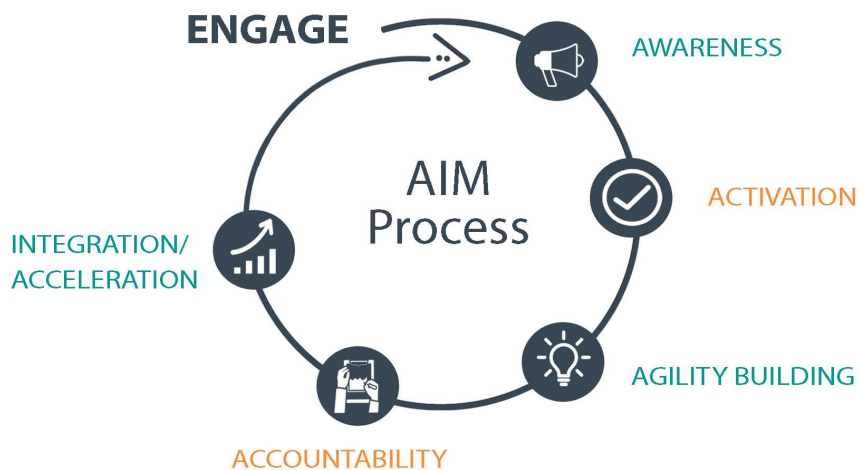 ENGAGE
AWARENESS
AIM
Process
ACTIVATION
INTEGRATION/
ACCELERATION
AGILITY BUILDING
ACCOUNTABILITY